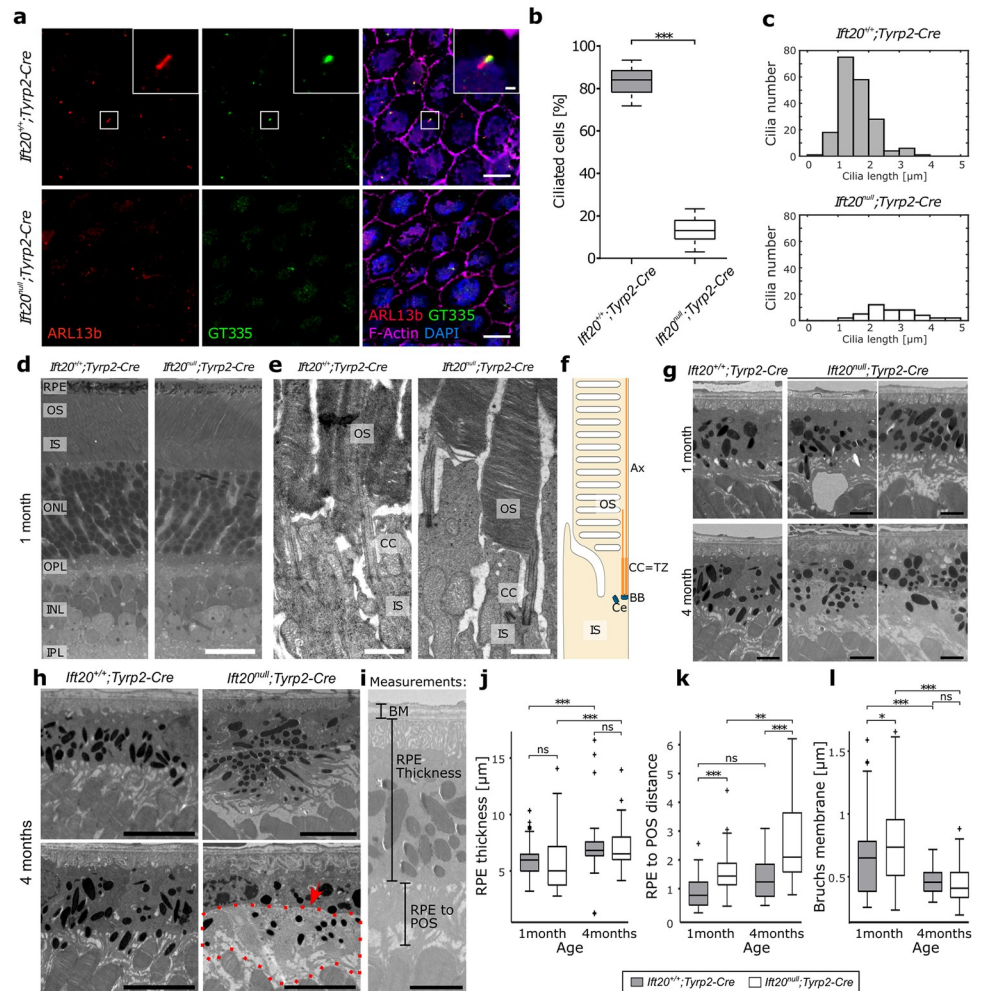 a
Ift20+/+;Tyrp2-Cre
Ift20null;Tyrp2-Cre
ARL13b
GT335
ARL13b GT335
F-Actin DAPI
b
Ciliated cells [%]
100
80
60
40
20
0
***
Ift20+/+;Tyrp2-Cre
Ift20null;Tyrp2-Cre
c
Ift20+/+;Tyrp2-Cre
Cilia number
80
60
40
20
0
0 1 2 3 4 5
Cilia length [µm]
Ift20null;Tyrp2-Cre
Cilia number
80
60
40
20
0
0 1 2 3 4 5
Cilia length [µm]
d
Ift20+/+;Tyrp2-Cre Ift20null;Tyrp2-Cre
1 month
RPE
OS
IS
ONL
OPL
INL
IPL
e
Ift20+/+;Tyrp2-Cre Ift20null;Tyrp2-Cre
OS
CC
IS
OS
CC
IS
f
Ax
OS
CC=TZ
BB
Ce
IS
g
Ift20+/+;Tyrp2-Cre Ift20null;Tyrp2-Cre
1 month
4 month
h
Ift20+/+;Tyrp2-Cre Ift20null;Tyrp2-Cre
4 months
i
Measurements:
BM
RPE
Thickness
RPE to
POS
j
RPE thickness [µm]
15
10
5
***
***
ns
ns
1month 4months
Age
k
RPE to POS distance
6
5
4
3
2
1
0
**
***
ns
***
1month 4months
Age
l
Bruchs membrane [µm]
1.5
1
0.5
***
***
ns
*
1month 4months
Age
Ift20+/+;Tyrp2-Cre Ift20null;Tyrp2-Cre